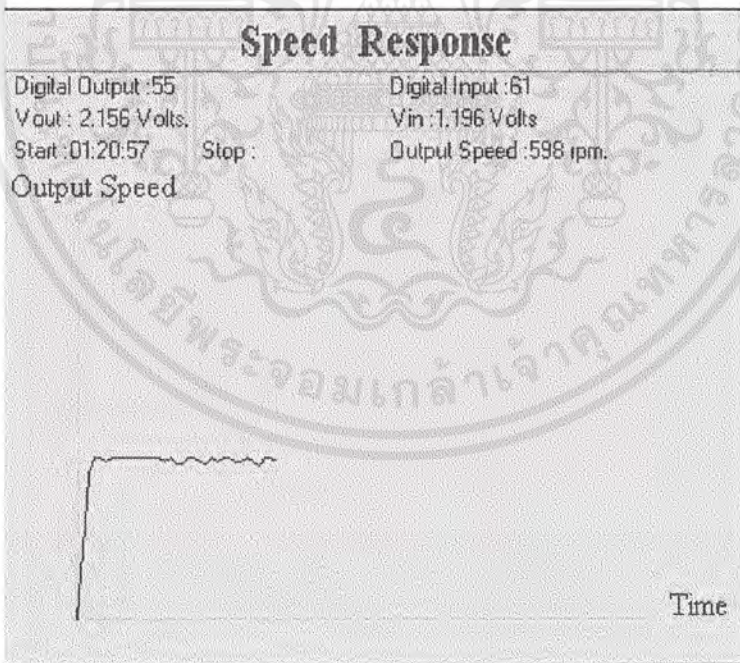 Speed Response
Digital Output :55
Digital Input :61
Vout : 2.156 Volts.
Vin :1.196 Volts
Start :01:20:57 Stop :
Output Speed :598 rpm.
Output Speed
Time